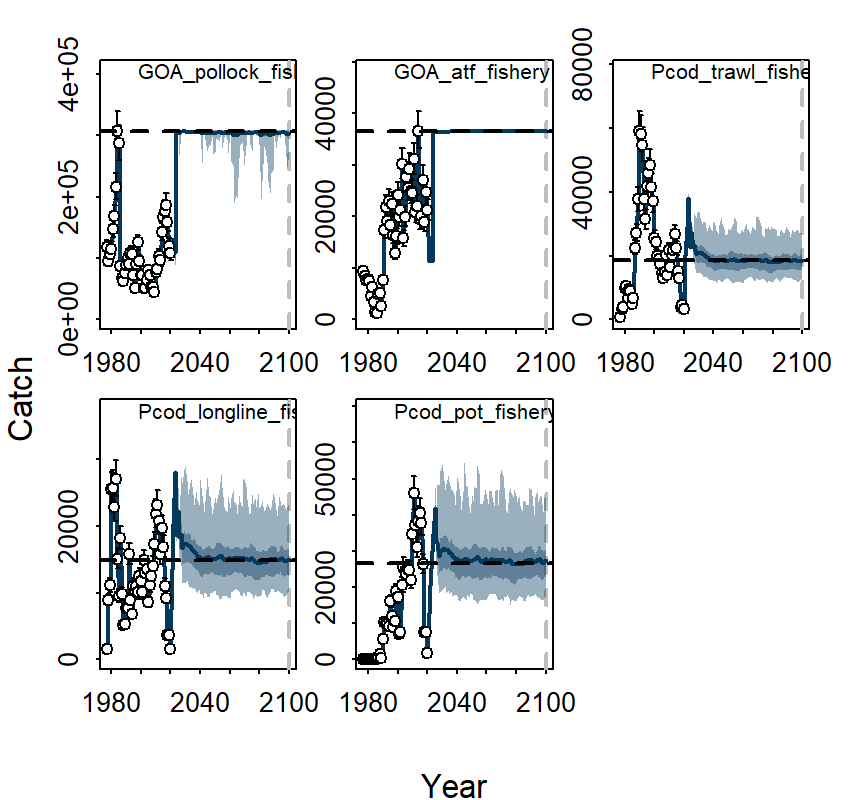 GOA_pollock_fis
GOA_atf_fishery
Pcod_trawl_fishe
0e+00 2e+05 4e+05
0 20000 40000
0 40000 80000
1980 2040 2100
1980 2040 2100
1980 2040 2100
Catch
Pcod_longline_fis
Pcod_pot_fishery
0 20000
0 20000 50000
1980 2040 2100
1980 2040 2100
Year